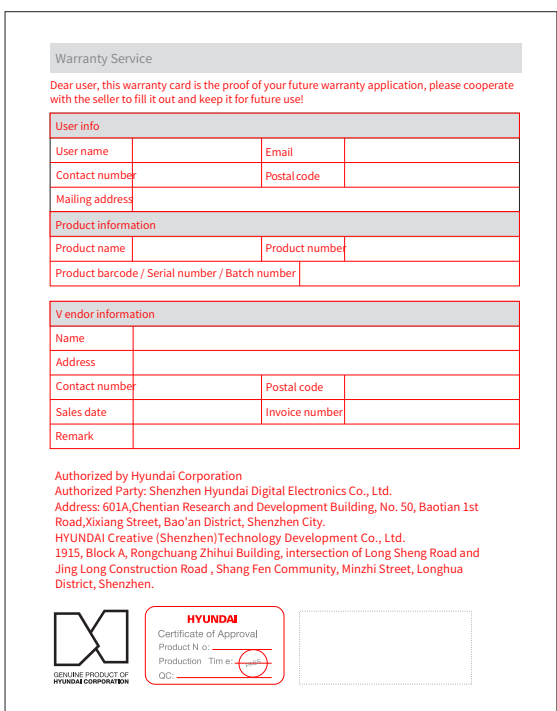 Warranty Service
Dear user, this warranty card is the proof of your future warranty application, please cooperate
with the seller to fill it out and keep it for future use!
User info
User name Email
Contact number Postal code
Mailing address
Product information
Product name Product number
Product barcode / Serial number / Batch number
V endor information
Name
Address
Contact number Postal code
Sales date Invoice number
Remark
Authorized by Hyundai Corporation
Authorized Party: Shenzhen Hyundai Digital Electronics Co., Ltd.
Address: 601A,Chentian Research and Development Building, No. 50, Baotian 1st
Road,Xixiang Street, Bao'an District, Shenzhen City.
HYUNDAI Creative (Shenzhen)Technology Development Co., Ltd.
1915, Block A, Rongchuang Zhihui Building, intersection of Long Sheng Road and
Jing Long Construction Road , Shang Fen Community, Minzhi Street, Longhua
District, Shenzhen.
GENUINE PRODUCT OF
HYUNDAI CORPORATION
HYUNDAI
Certificate of Approval
Product N o:
Production Tim e:
QC: